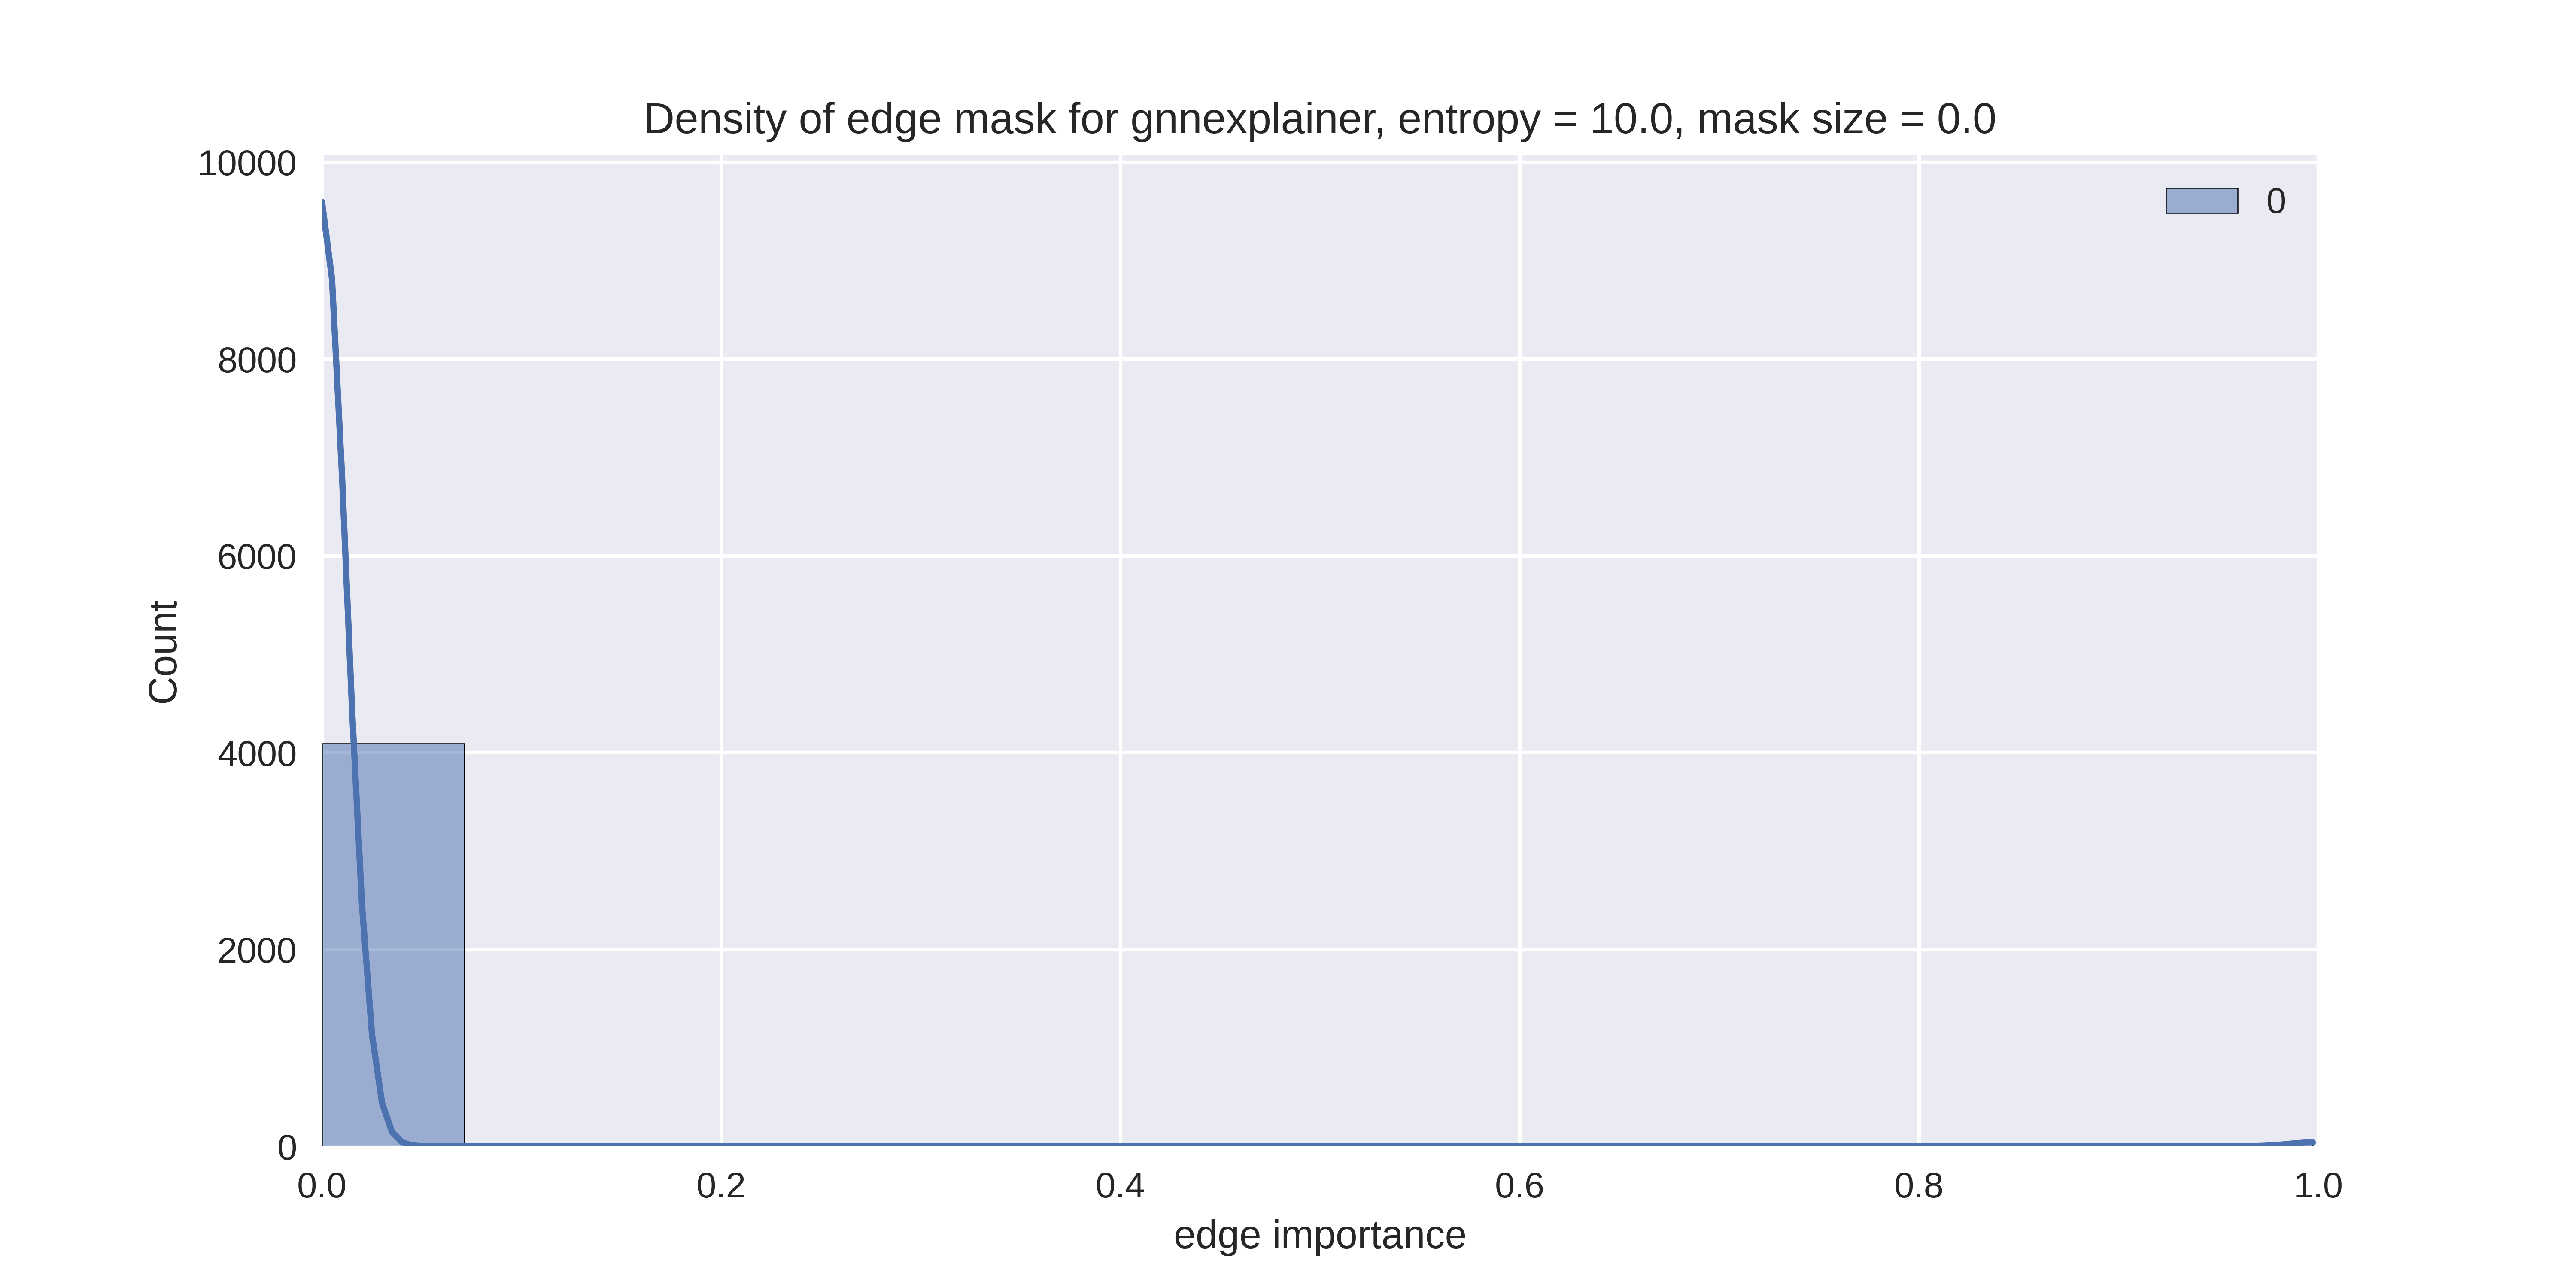 Density of edge mask for gnnexplainer, entropy = 10.0, mask size = 0.0
10000
8000
6000
4000
2000
0
Count
0
0.0 0.2 0.4 0.6 0.8 1.0
edge importance